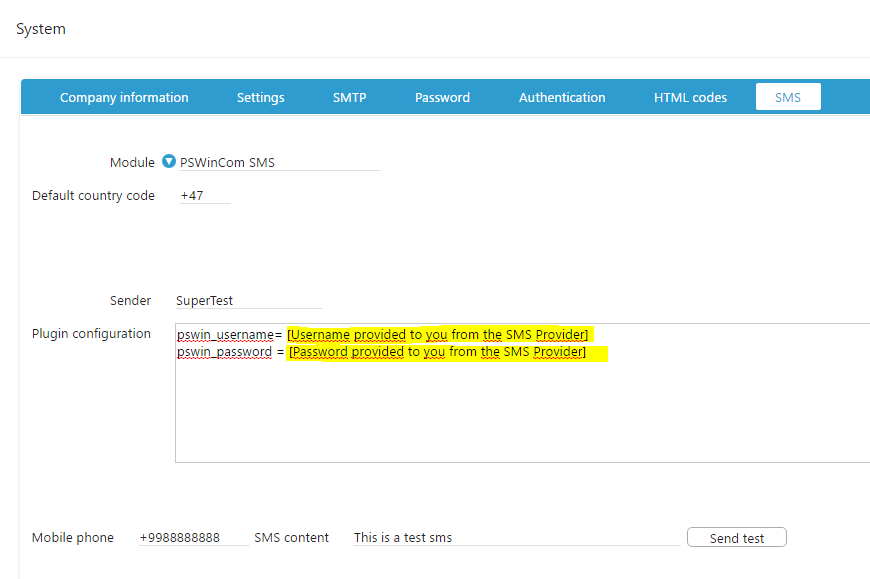 System
Company information Settings SMTP Password Authentication HTML codes SMS
Module PSWinCom SMS
Default country code +47
Sender SuperTest
Plugin configuration pswin_username= [Username provided to you from the SMS Provider]
pswin_password = [Password provided to you from the SMS Provider]
Mobile phone +9988888888 SMS content This is a test sms Send test